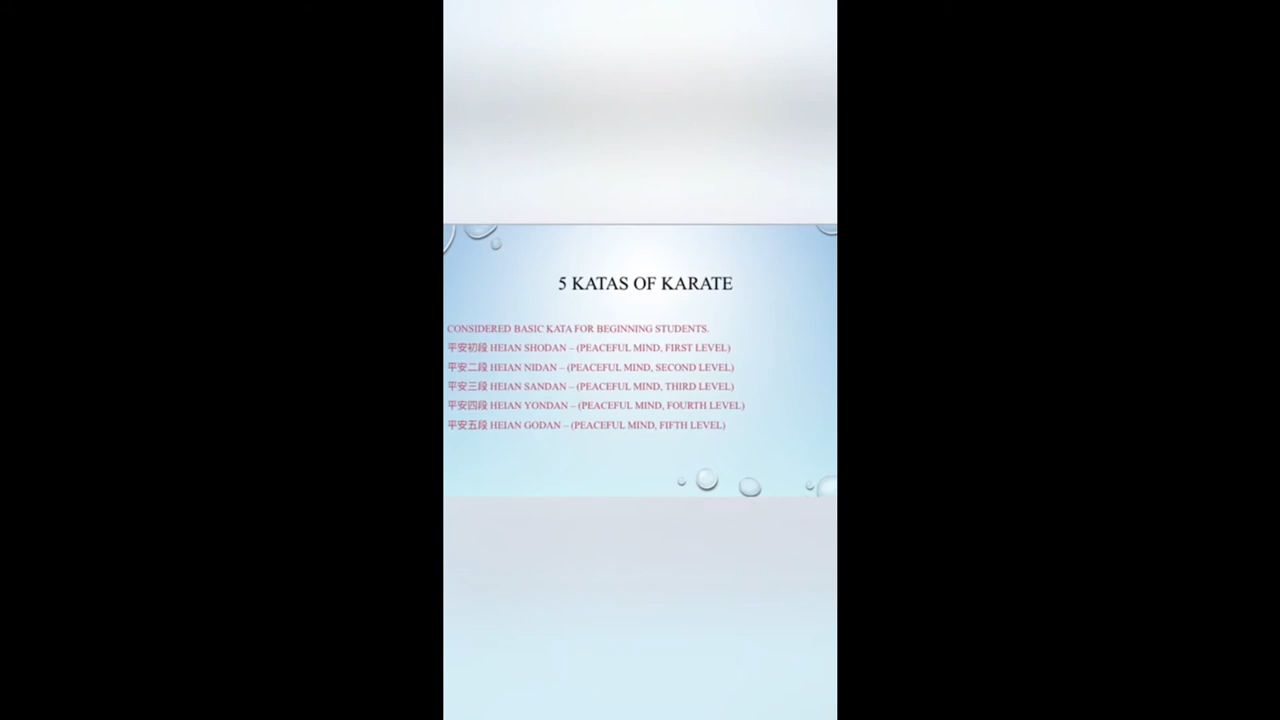 5 KATAS OF KARATE
CONSIDERED BASIC KATA FOR BEGINNING STUDENTS.
平安初段 HEIAN SHODAN – (PEACEFUL MIND, FIRST LEVEL)
平安二段 HEIAN NIDAN – (PEACEFUL MIND, SECOND LEVEL)
平安三段 HEIAN SANDAN – (PEACEFUL MIND, THIRD LEVEL)
平安四段 HEIAN YONDAN – (PEACEFUL MIND, FOURTH LEVEL)
平安五段 HEIAN GODAN – (PEACEFUL MIND, FIFTH LEVEL)